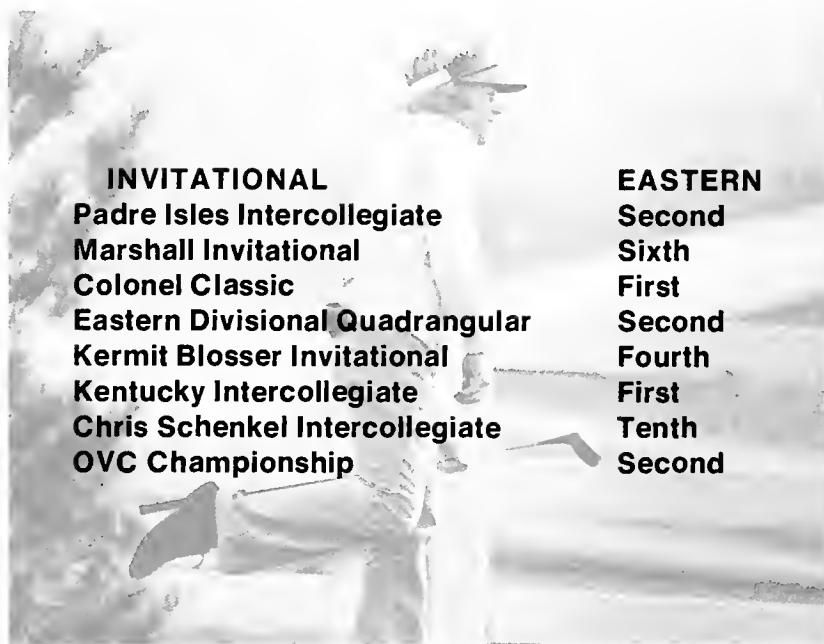 INVITATIONAL EASTERN
Padre Isles Intercollegiate Second
Marshall Invitational Sixth
Colonel Classic First
Eastern Divisional Quadrangular Second
Kermit Blosser Invitational Fourth
Kentucky Intercollegiate First
Chris Schenkel Intercollegiate Tenth
OVC Championship Second